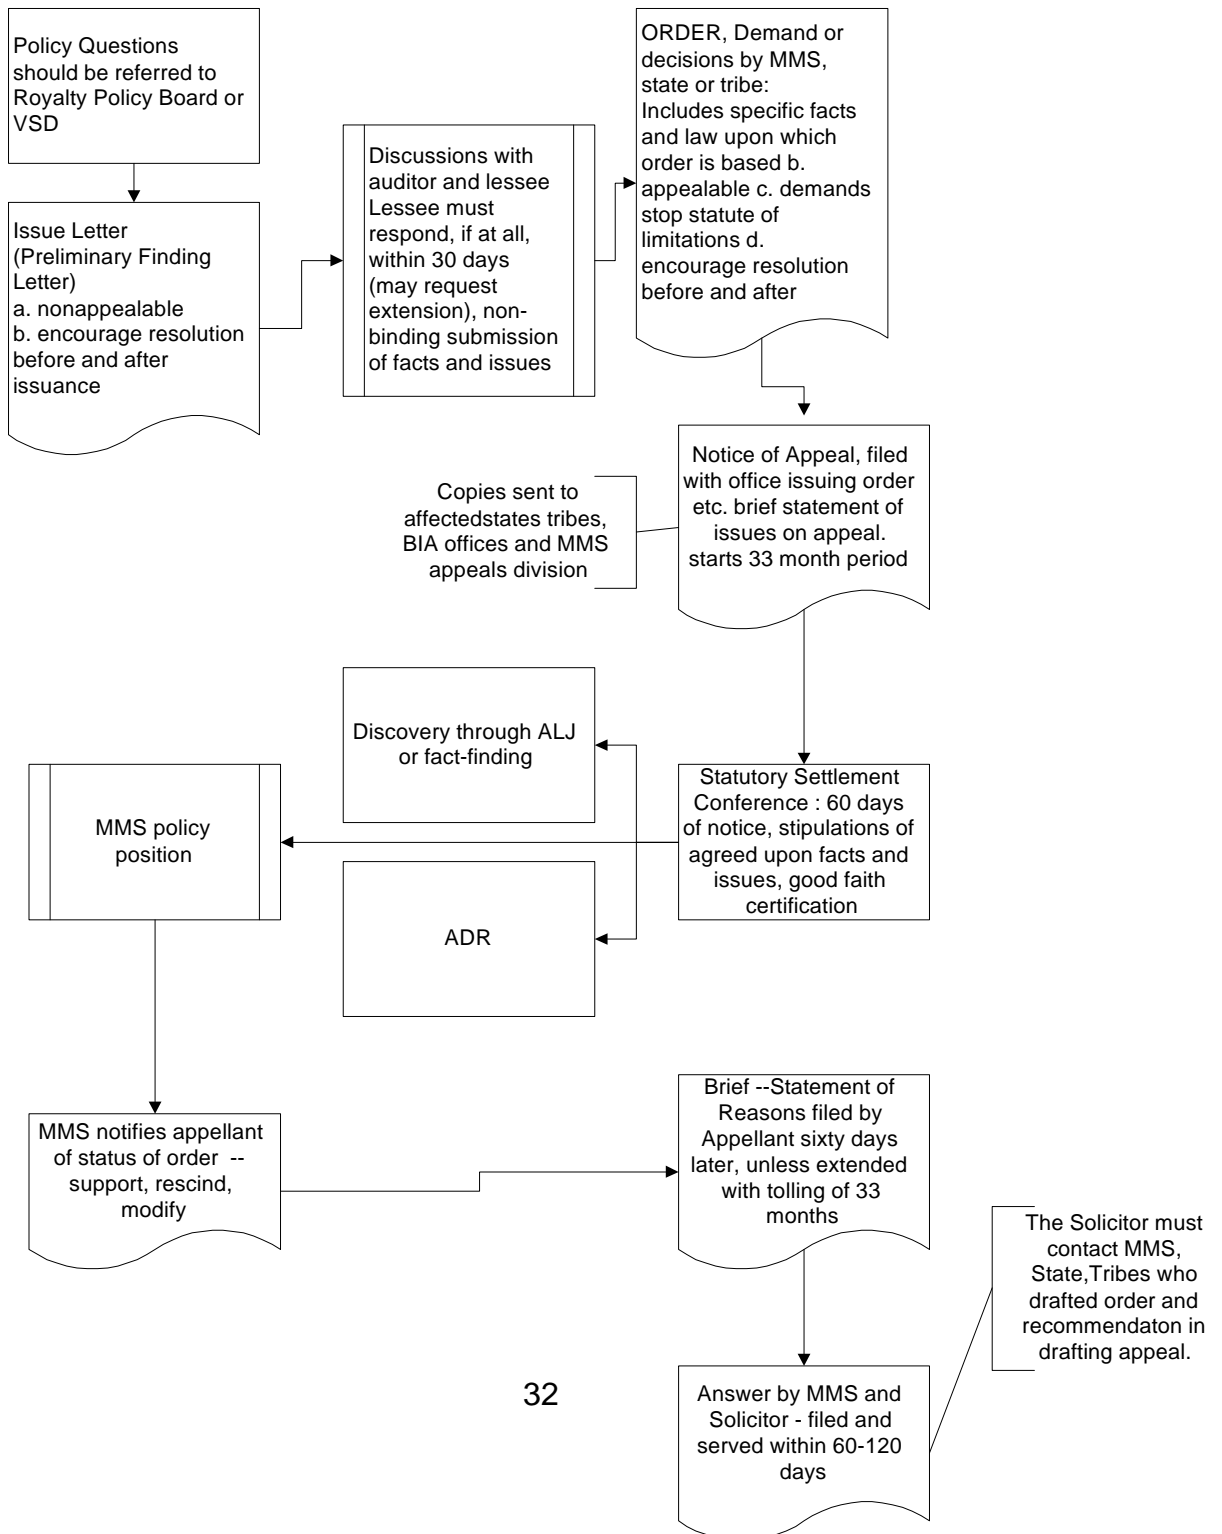 Policy Questions
should be referred to
Royalty Policy Board or
VSD
Issue Letter
(Preliminary Finding
Letter)
a. nonappealable
b. encourage resolution
before and after
issuance
Discussions with
auditor and lessee
Lessee must
respond, if at all,
within 30 days
(may request
extension), non-
binding submission
of facts and issues
ORDER, Demand or
decisions by MMS,
state or tribe:
Includes specific facts
and law upon which
order is based b.
appealable c. demands
stop statute of
limitations d.
encourage resolution
before and after
Notice of Appeal, filed
with office issuing order
etc. brief statement of
issues on appeal.
starts 33 month period
Copies sent to
affectedstates tribes,
BIA offices and MMS
appeals division
Statutory Settlement
Conference : 60 days
of notice, stipulations of
agreed upon facts and
issues, good faith
certification
Discovery through ALJ
or fact-finding
MMS policy
position
ADR
MMS notifies appellant
of status of order --
support, rescind,
modify
Brief --Statement of
Reasons filed by
Appellant sixty days
later, unless extended
with tolling of 33
months
The Solicitor must
contact MMS,
State,Tribes who
drafted order and
recommendaton in
drafting appeal.
Answer by MMS and
Solicitor - filed and
served within 60-120
days
32